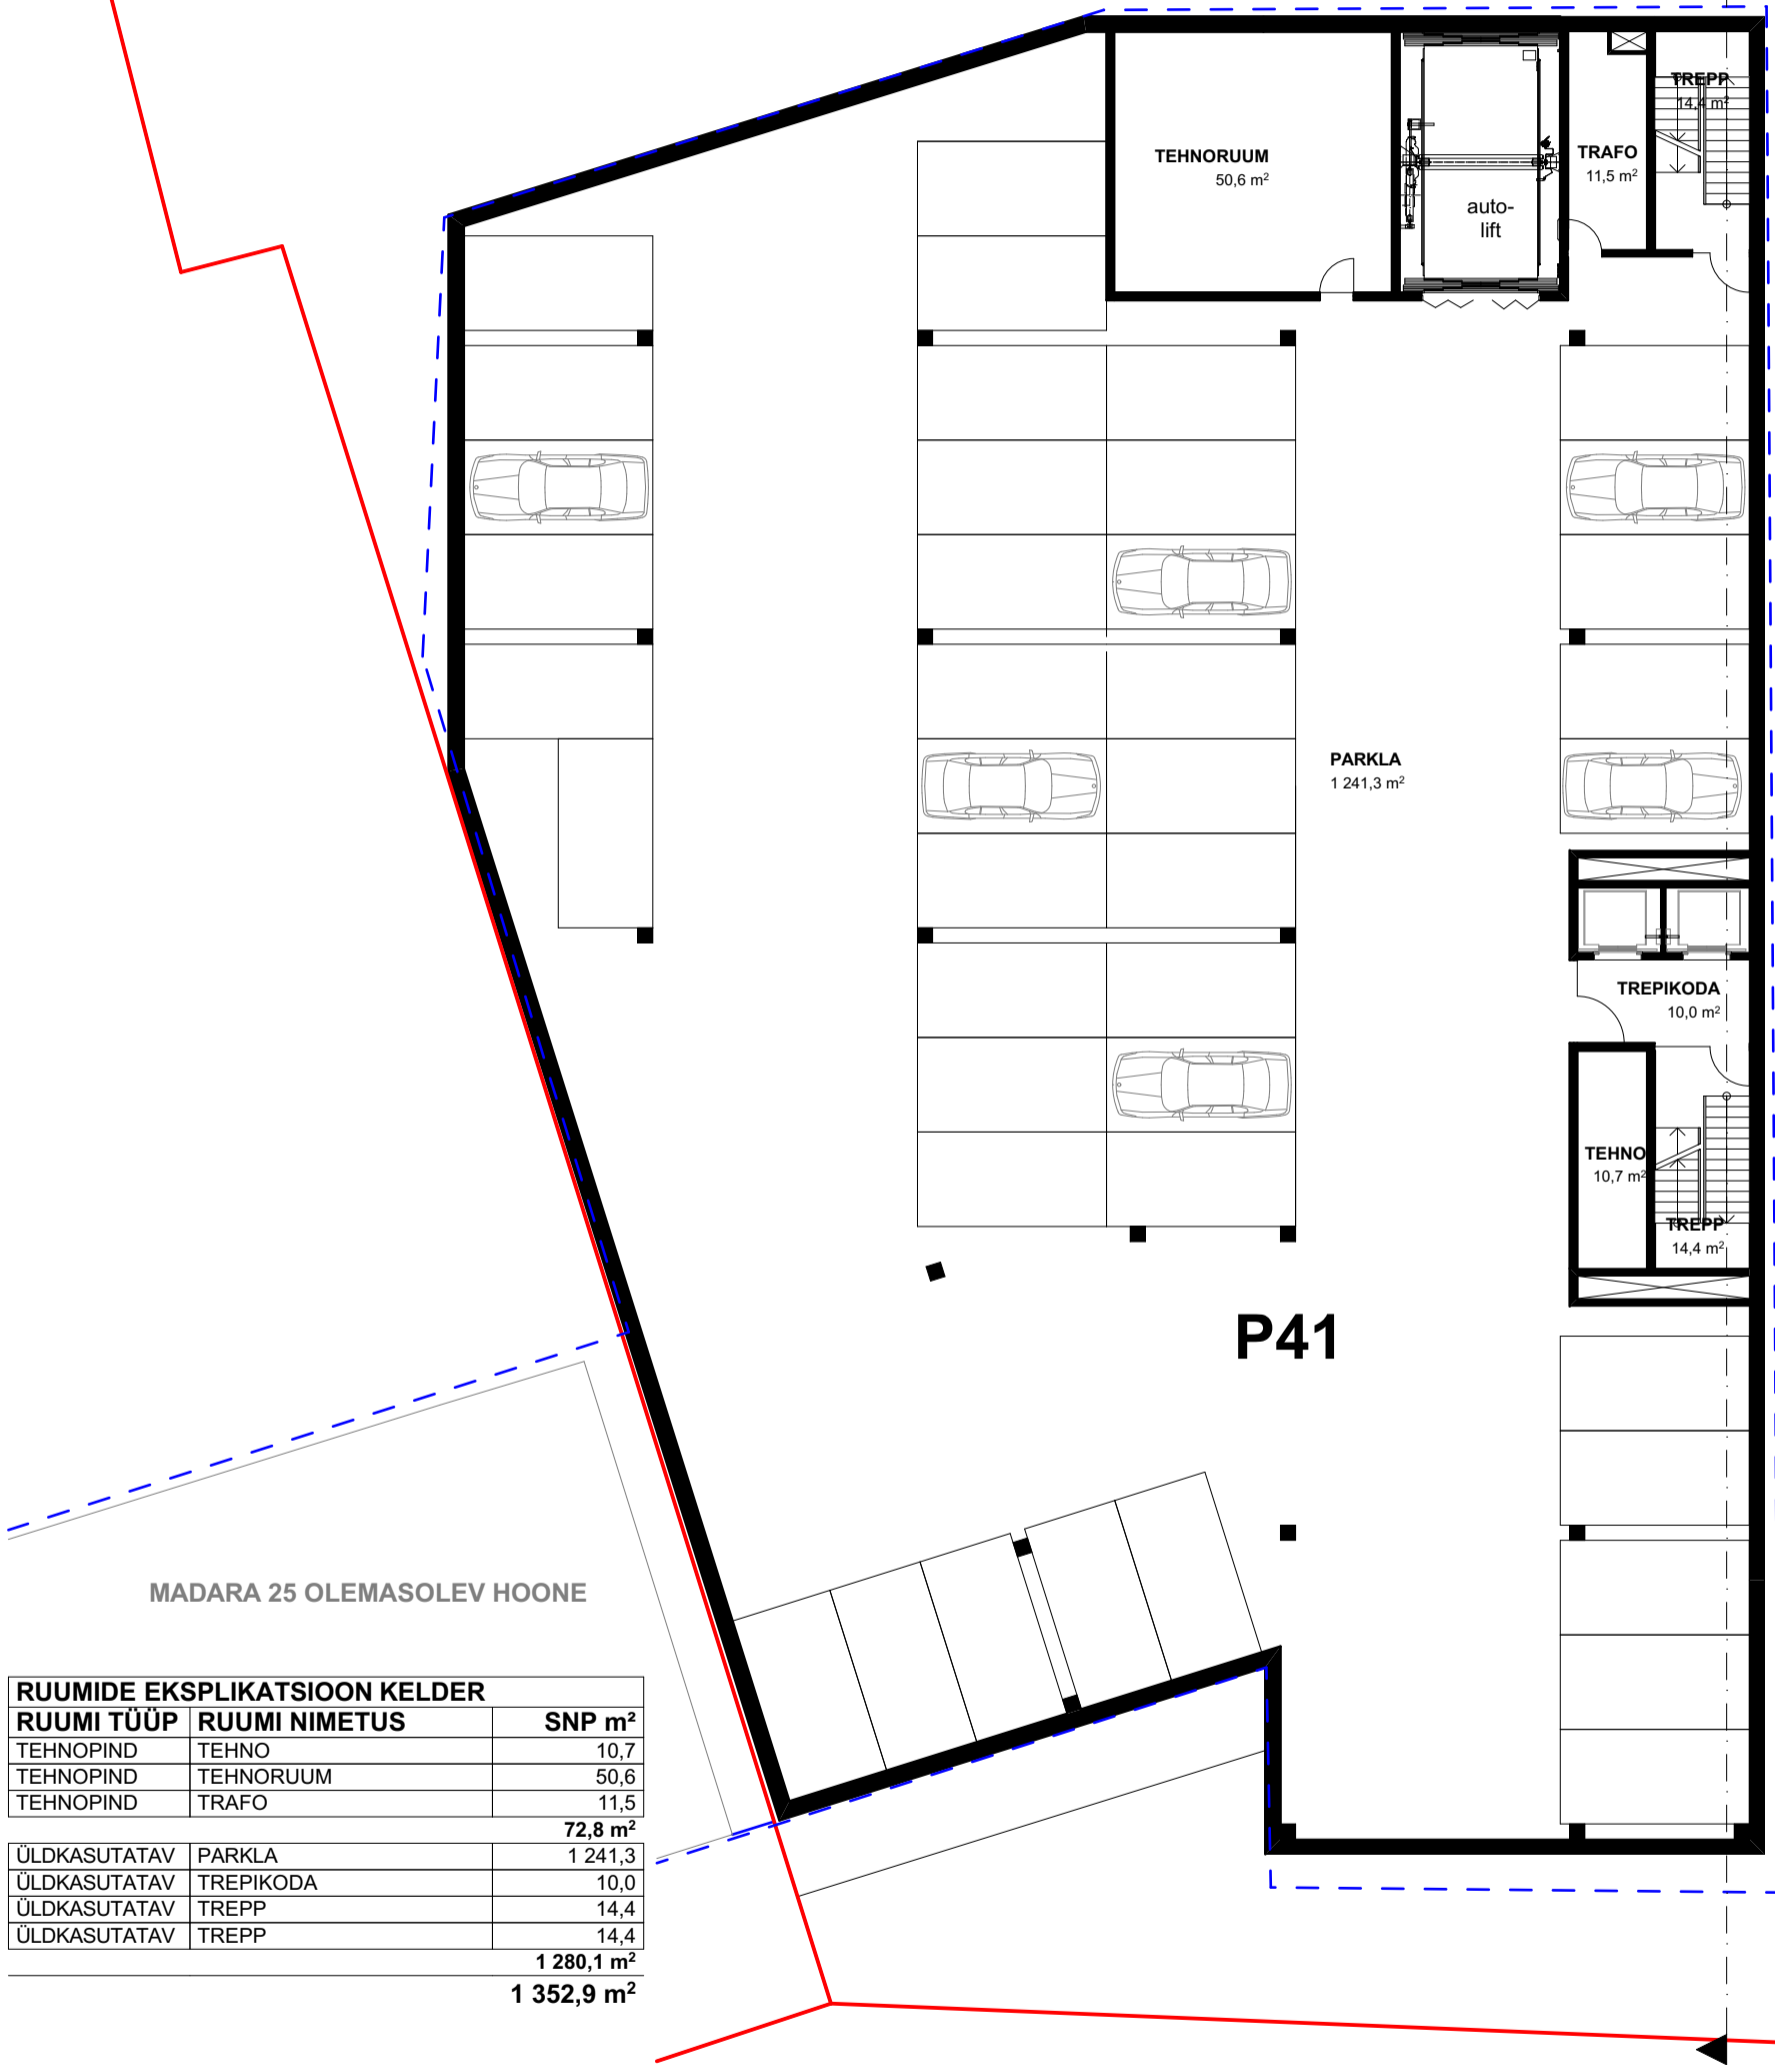 TREPP
14,4 m²
TEHNORUUM
50,6 m²
TRAFO
11,5 m²
auto-
lift
PARKLA
1 241,3 m²
TREPIKODA
10,0 m²
TEHNO
10,7 m²
TREPP
14,4 m²
P41
MADARA 25 OLEMASOLEV HOONE
RUUMIDE EKSPLIKATSIOON KELDER
RUUMI TÜÜP RUUMI NIMETUS SNP m²
TEHNOPIND TEHNO 10,7
TEHNOPIND TEHNORUUM 50,6
TEHNOPIND TRAFO 11,5
72,8 m²
ÜLDKASUTATAV PARKLA 1 241,3
ÜLDKASUTATAV TREPIKODA 10,0
ÜLDKASUTATAV TREPP 14,4
ÜLDKASUTATAV TREPP 14,4
1 280,1 m²
1 352,9 m²